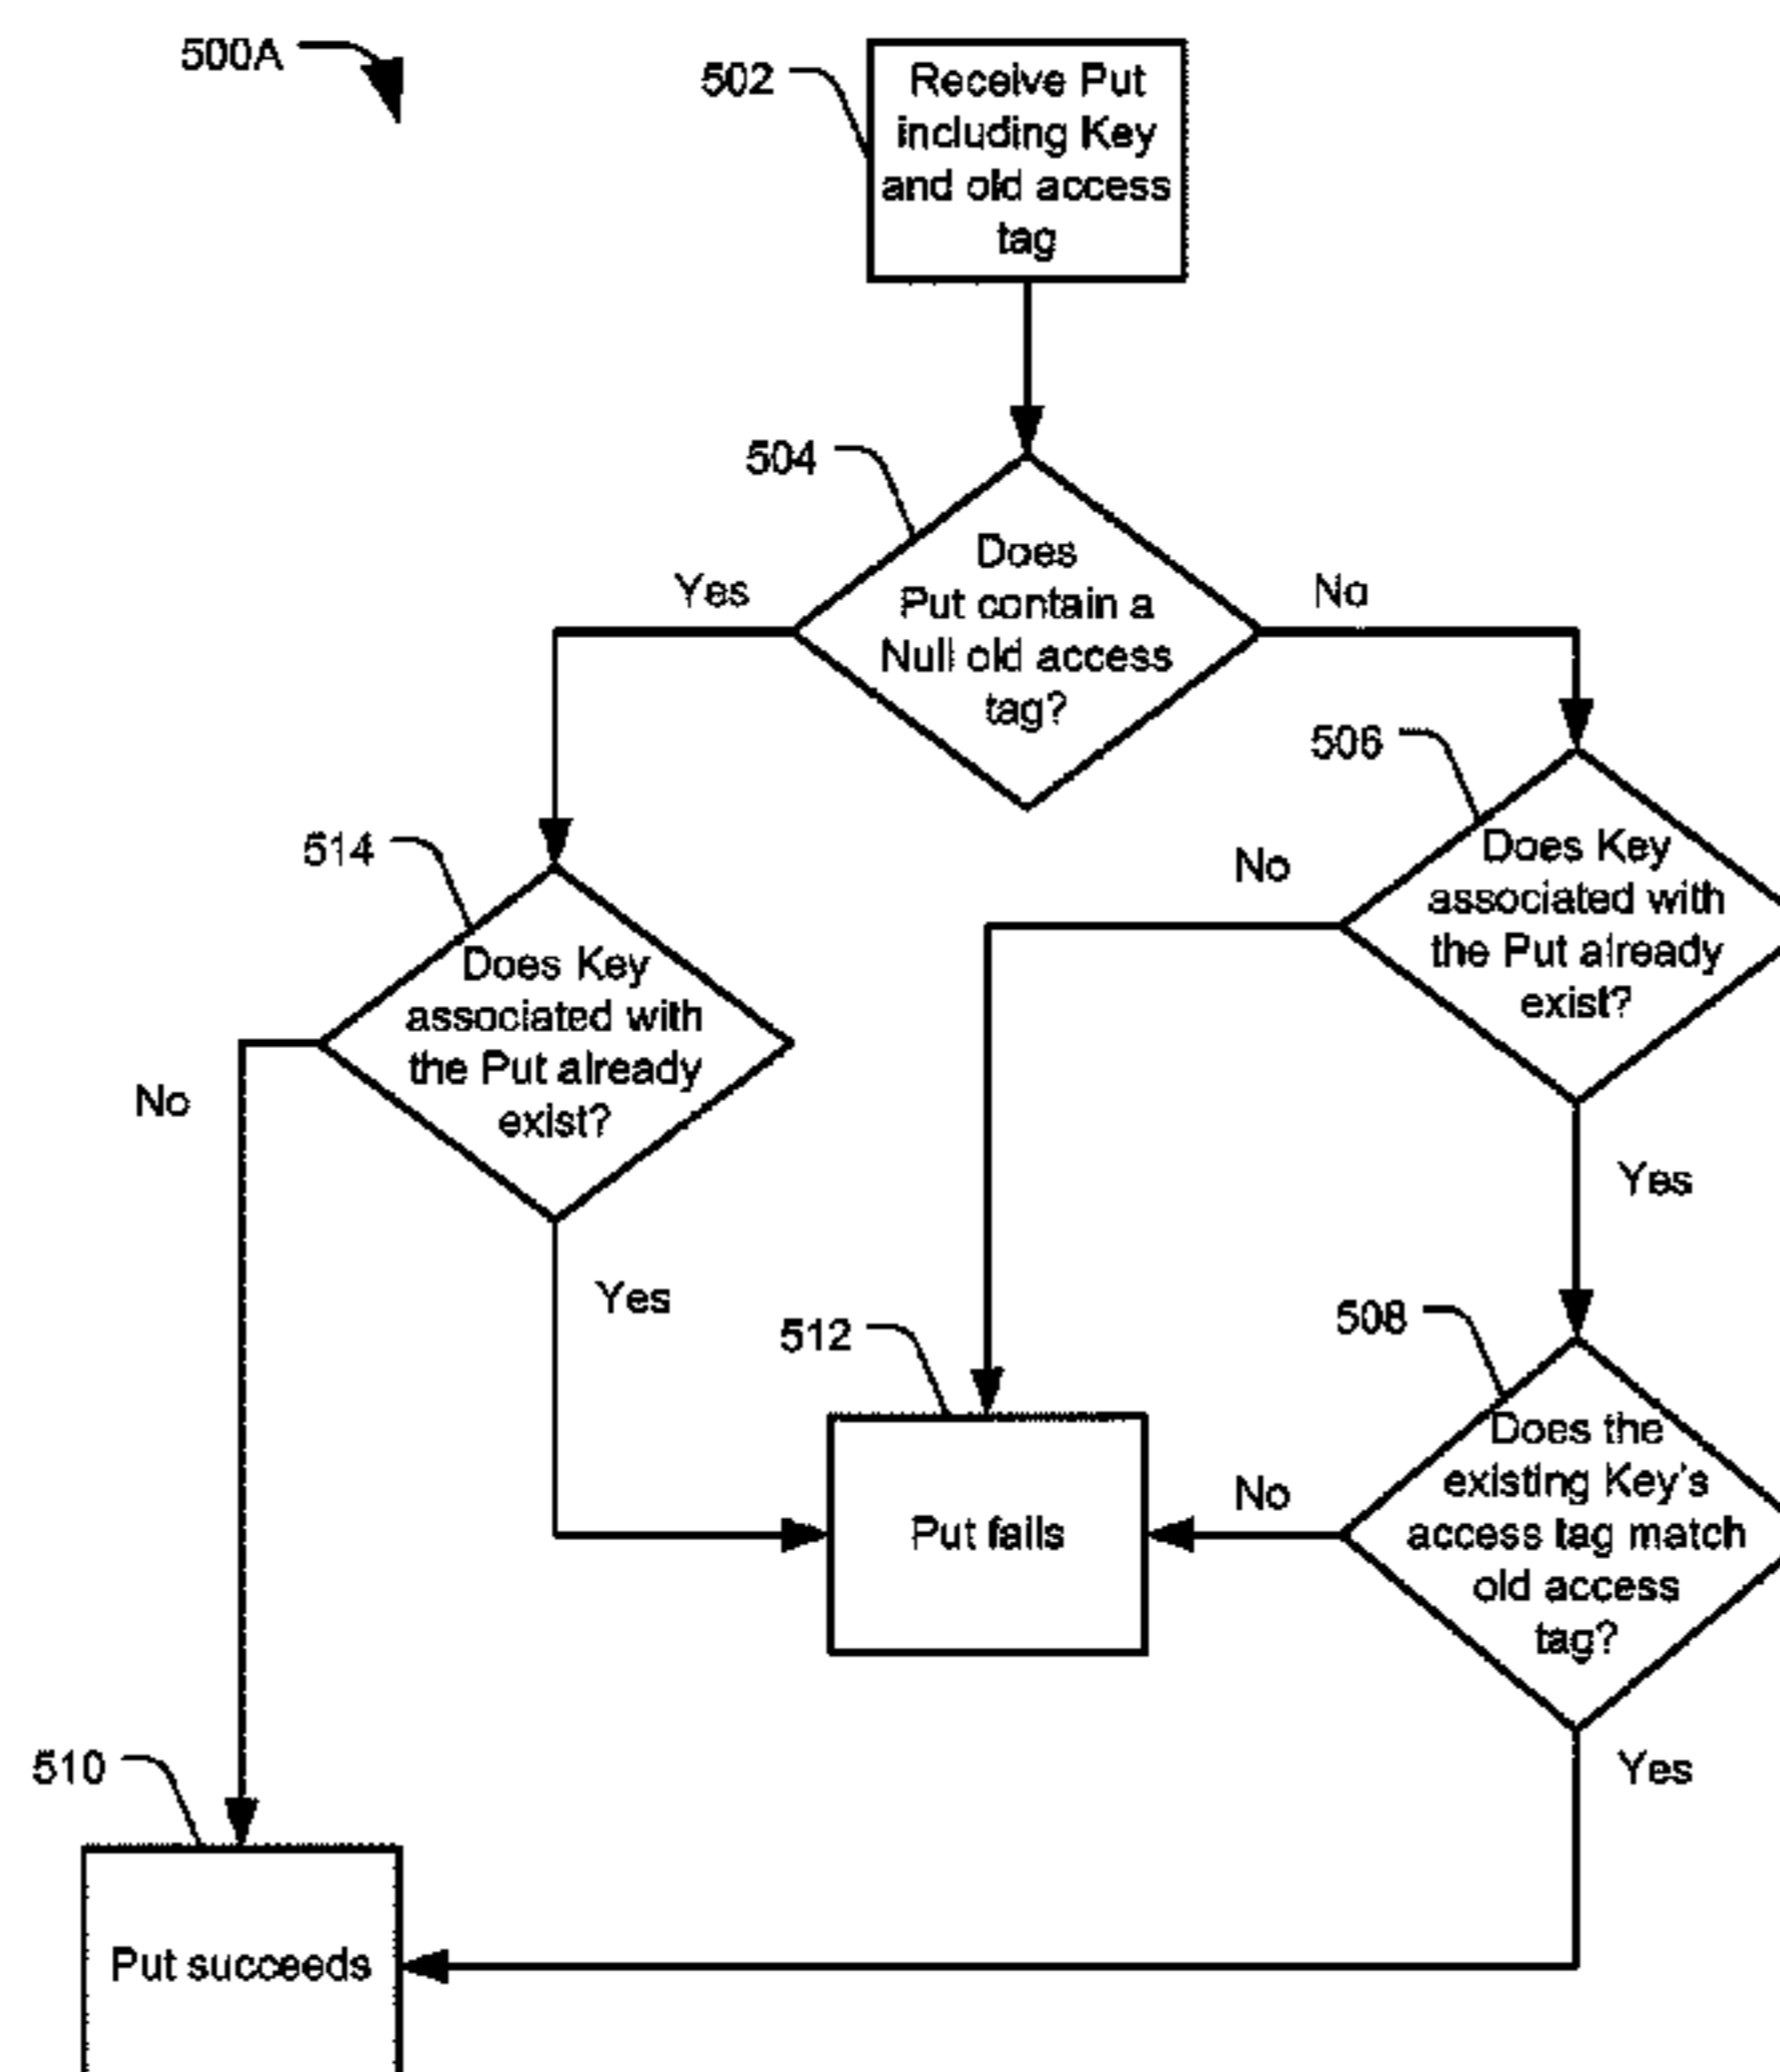 500A
502
Receive Put
including Key
and old access
tag
504
Does
Put contain a
Null old access
tag?
Yes
No
506
Does Key
associated with
the Put already
exist?
No
Yes
514
Does Key
associated with
the Put already
exist?
No
Yes
512
Put fails
508
Does the
existing Key's
access tag match
old access
tag?
No
Yes
510
Put succeeds